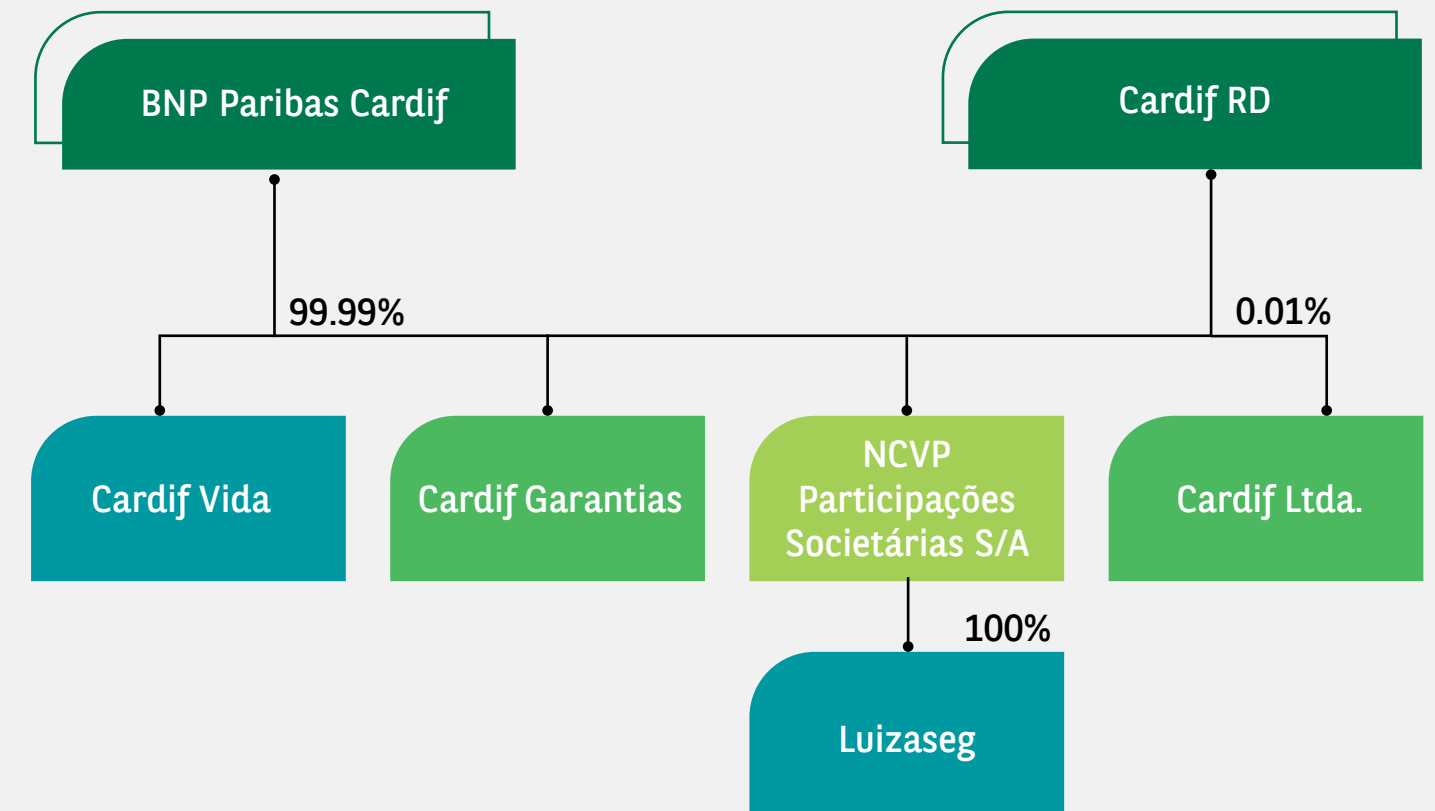 BNP Paribas Cardif
Cardif RD
99.99%
0.01%
Cardif Vida
Cardif Garantias
NCVP
Participações
Societárias S/A
Cardif Ltda.
100%
Luizaseg